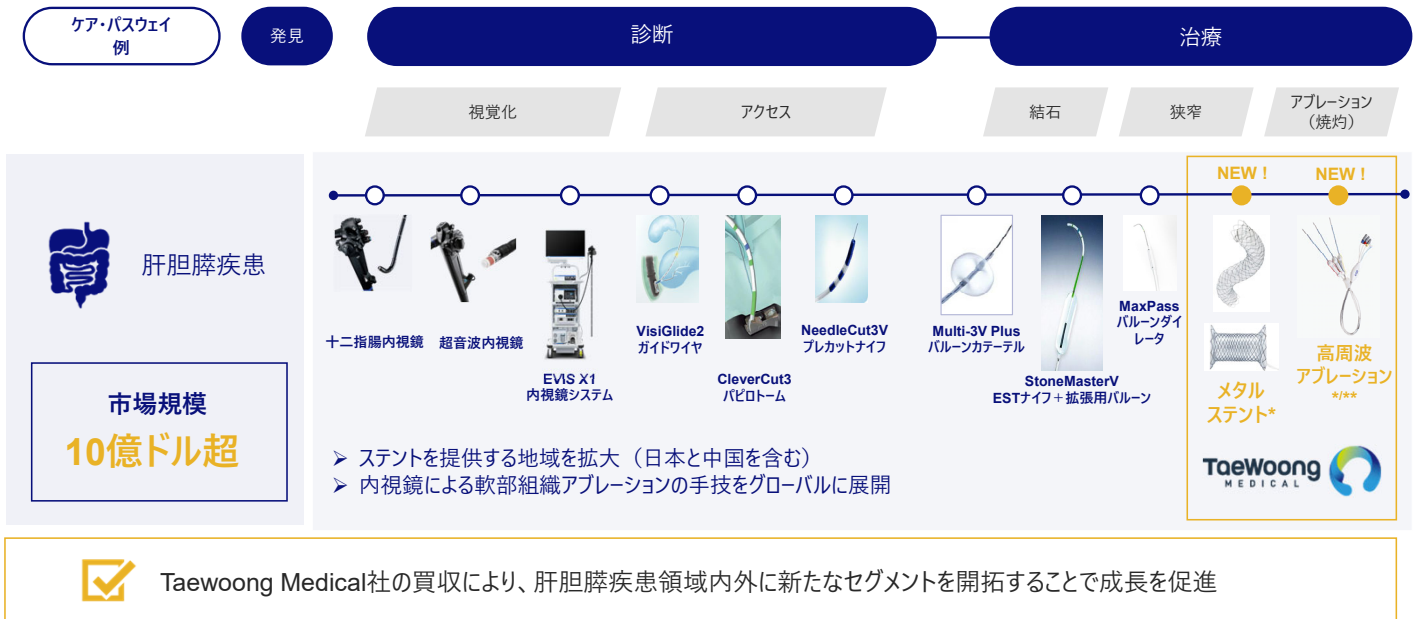 ケア・パスウェイ
例
発見
診断
治療
視覚化
アクセス
結石
狭窄
アブレーション
（焼灼）
NEW！
NEW！
肝胆膵疾患
十二指腸内視鏡
超音波内視鏡
EVIS X1
内視鏡システム
VisiGlide2
ガイドワイヤ
CleverCut3
パピロトーム
NeedleCut3V
プレカットナイフ
Multi-3V Plus
バルーンカテーテル
StoneMasterV
ESTナイフ＋拡張用バルーン
MaxPass
バルーンダイ
レータ
メタル
ステント*
高周波
アブレーション
*/**
市場規模
10億ドル超
➢ ステントを提供する地域を拡大（日本と中国を含む）
➢ 内視鏡による軟部組織アブレーションの手技をグローバルに展開
TaeWoong
MEDICAL
Taewoong Medical社の買収により、肝胆膵疾患領域内外に新たなセグメントを開拓することで成長を促進